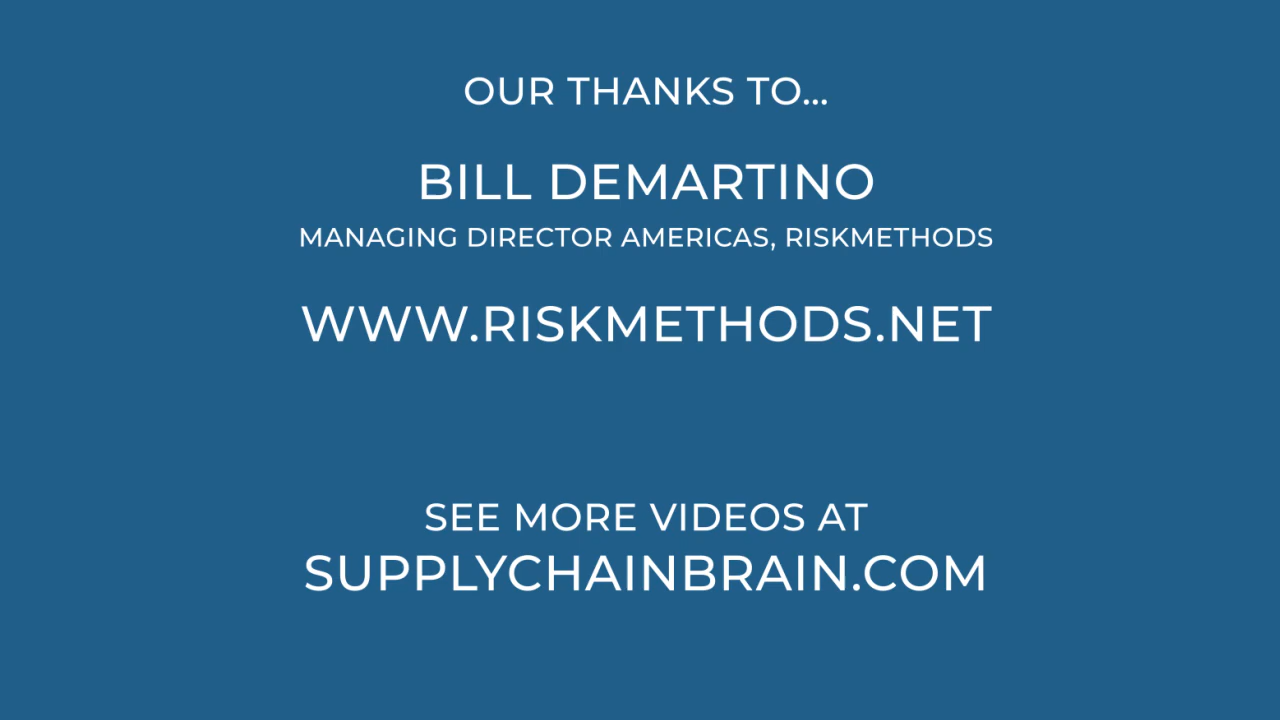 OUR THANKS TO...
BILL DEMARTINO
MANAGING DIRECTOR AMERICAS, RISKMETHODS
WWW.RISKMETHODS.NET
SEE MORE VIDEOS AT
SUPPLYCHAINBRAIN.COM